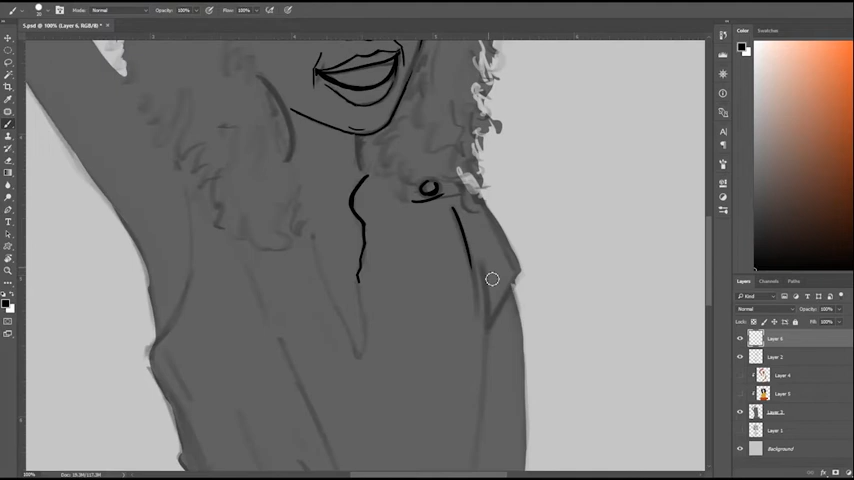 Mode: Normal Opacity: 100% Flow: 100%
5.psd @ 100% (Layer 6, RGB/8) *
Color Swatches
Layers Channels Paths
Kind
Normal Opacity: 100%
Lock: Fill: 100%
Layer 6
Layer 2
Layer 4
Layer 5
Layer 3
Layer 1
Background
100%